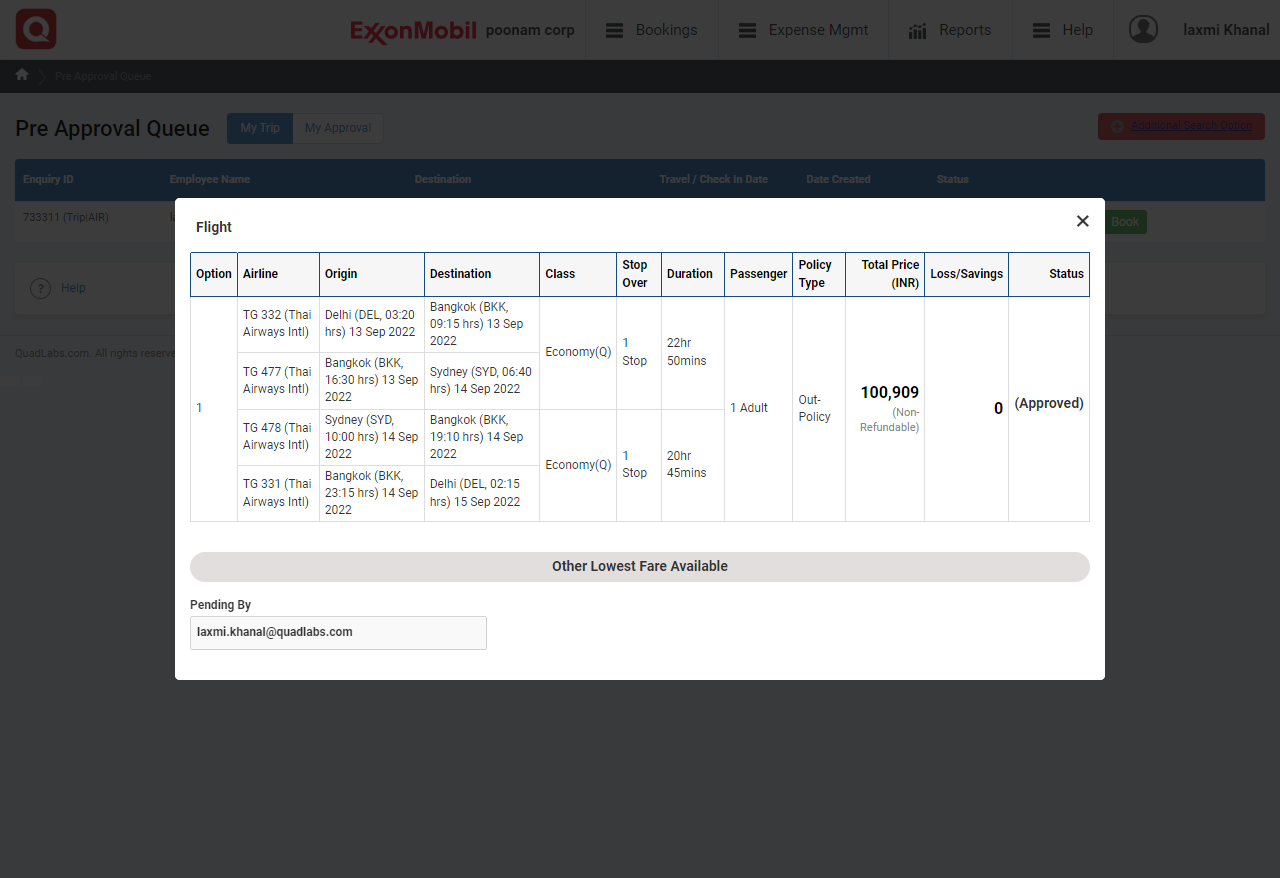 ExxonMobil poonam corp Bookings Expense Mgmt Reports Help laxmi Khanal
Pre Approval Queue
Pre Approval Queue My Trip My Approval Additional Search Option
Enquiry ID Employee Name Destination Travel / Check In Date Date Created Status
733311 (Trip|AIR) Book
Help
QuadLabs.com. All rights reserve
Flight
Option Airline Origin Destination Class Stop Over Duration Passenger Policy Type Total Price (INR) Loss/Savings Status
1
TG 332 (Thai Airways Intl) Delhi (DEL, 03:20 hrs) 13 Sep 2022 Bangkok (BKK, 09:15 hrs) 13 Sep 2022 Economy(Q) 1 Stop 22hr 50mins
TG 477 (Thai Airways Intl) Bangkok (BKK, 16:30 hrs) 13 Sep 2022 Sydney (SYD, 06:40 hrs) 14 Sep 2022
1 Adult Out-Policy 100,909 (Non-Refundable) 0 (Approved)
TG 478 (Thai Airways Intl) Sydney (SYD, 10:00 hrs) 14 Sep 2022 Bangkok (BKK, 19:10 hrs) 14 Sep 2022 Economy(Q) 1 Stop 20hr 45mins
TG 331 (Thai Airways Intl) Bangkok (BKK, 23:15 hrs) 14 Sep 2022 Delhi (DEL, 02:15 hrs) 15 Sep 2022
Other Lowest Fare Available
Pending By
laxmi.khanal@quadlabs.com